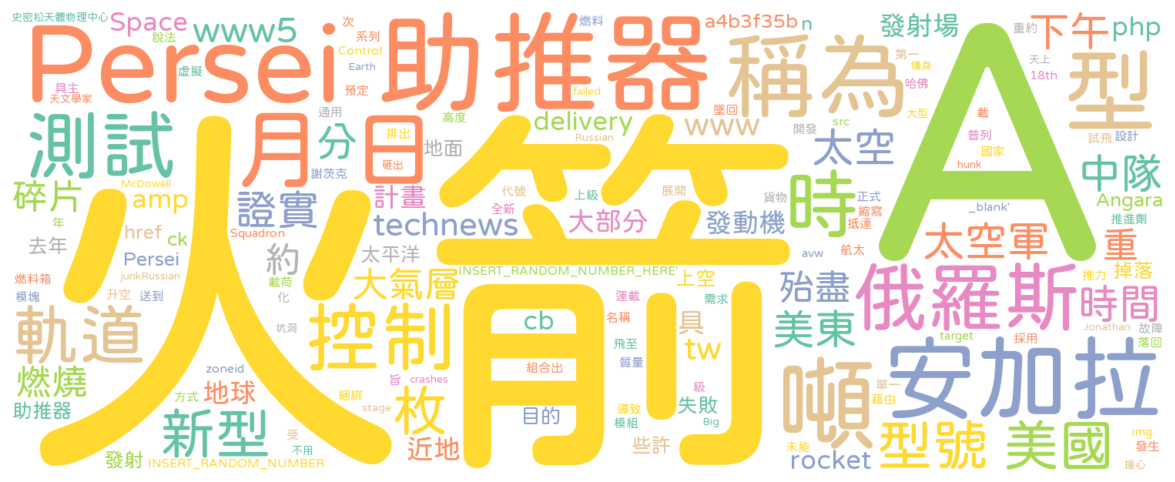 史密松天體物理中心
Space
說法
www5
虛擬
次
系列
Control
Earth
預定
具主
天文學家
Persei
助推器
燃料
failed
a4b3f35b
n
稱為
墜回
發射場
第一
機身
哈佛
重約
天上
18th
下午
php
型
測試
月
日
通用
分
排出
砸出
地面
高度
delivery
Russian
www
開發
src
大型
載
普列
國家
hunk
試飛
設計
太空
A
中隊
Angara
推進劑
碎片
McDowell
年
amp
證實
計畫
謝茨克
technews
全新
代號
上級
展開
大部分
發動機
時
貨物
正式
縮寫
抵達
_blank'
太空軍
重
去年
href
ck
Squadron
Persei
約
太平洋
火箭
avw
航太
俄羅斯
推力
掉落
時間
燃料箱
模塊
junkRussian
升空
送到
載荷
化
大氣層
INSERT_RANDOM_NUMBER_HERE'
上空
殆盡
Jonathan
故障
落回
軌道
坑洞
控制
cb
運載
名稱
需求
具
tw
美東
target
採用
燃燒
zoneid
地球
方式
綑綁
旨
crashes
stage
枚
組合出
目的
飛至
質量
級
導致
模組
失敗
Big
噸
安加拉
單一
藉由
助推器
新型
發射
INSERT_RANDOM_NUMBER
受
不用
近地
些許
未能
rocket
型號
美國
img
發生
擔心